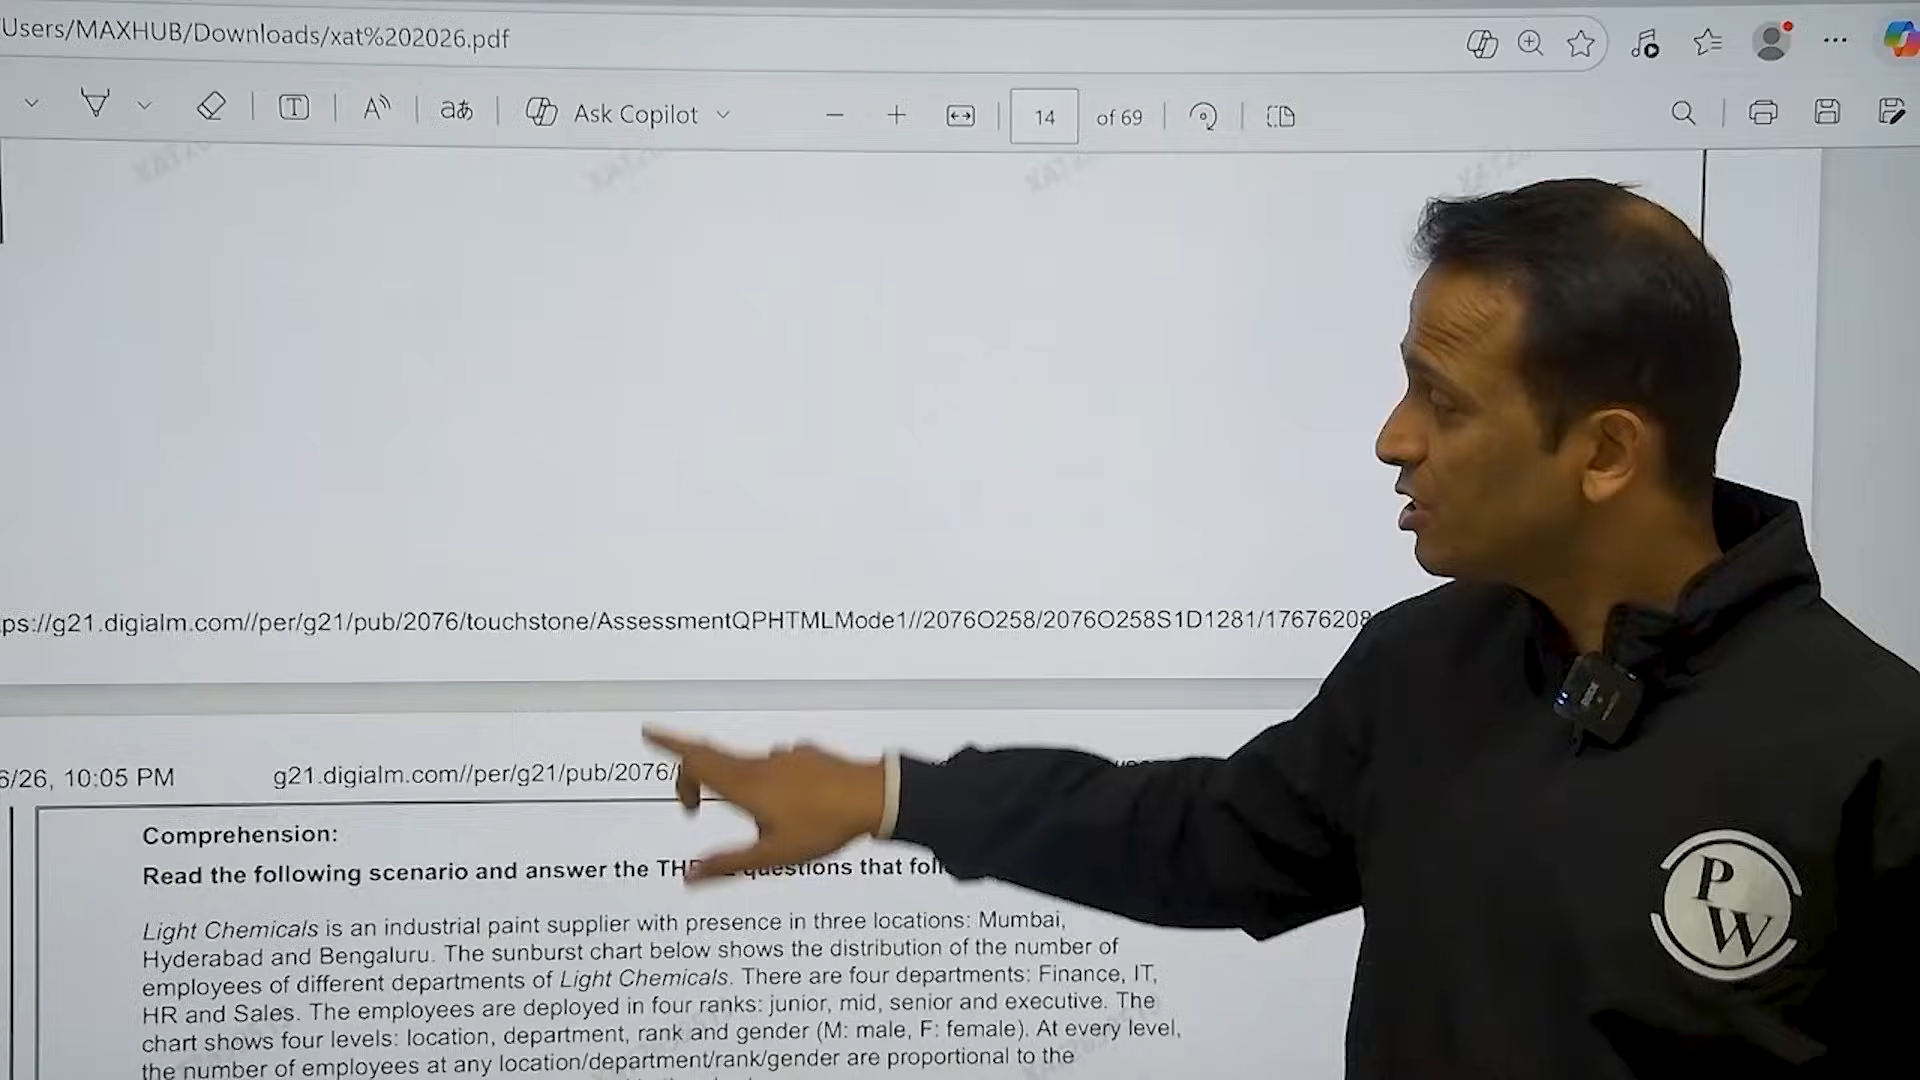 Users/MAXHUB/Downloads/xat%202026.pdf
T A aあ Ask Copilot 14 of 69
XAT2
ps://g21.digialm.com//per/g21/pub/2076/touchstone/AssessmentQPHTMLMode1//2076O258/2076O258S1D1281/17676208
6/26, 10:05 PM g21.digialm.com//per/g21/pub/2076/
Comprehension:
Read the following scenario and answer the questions that
Light Chemicals is an industrial paint supplier with presence in three locations: Mumbai,
Hyderabad and Bengaluru. The sunburst chart below shows the distribution of the number of
employees of different departments of Light Chemicals. There are four departments: Finance, IT,
HR and Sales. The employees are deployed in four ranks: junior, mid, senior and executive. The
chart shows four levels: location, department, rank and gender (M: male, F: female). At every level,
the number of employees at any location/department/rank/gender are proportional to the
PW